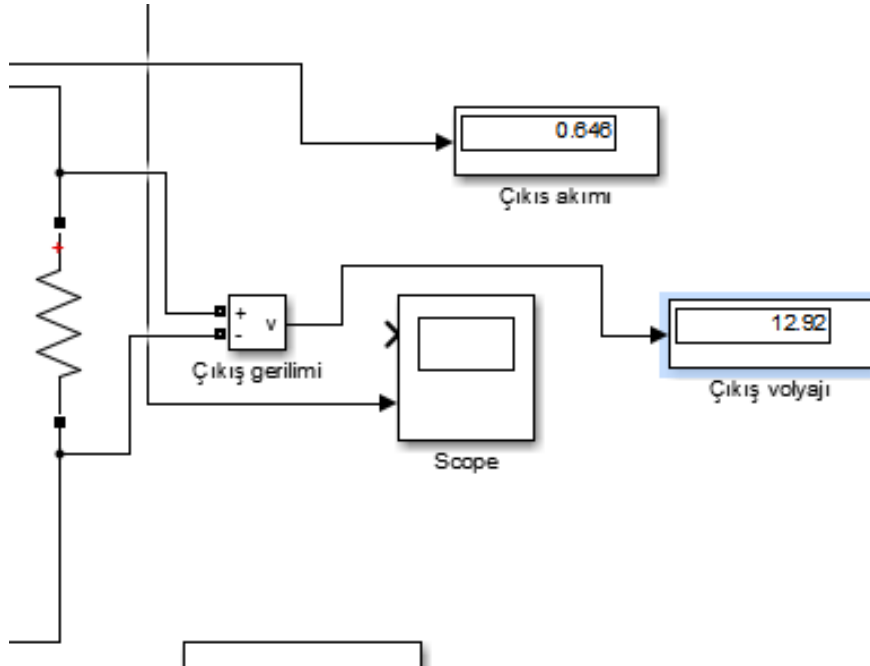 0.646
Çıkıs akımı
+
v
-
Çıkış gerilimi
12.92
Çıkış volyajı
Scope